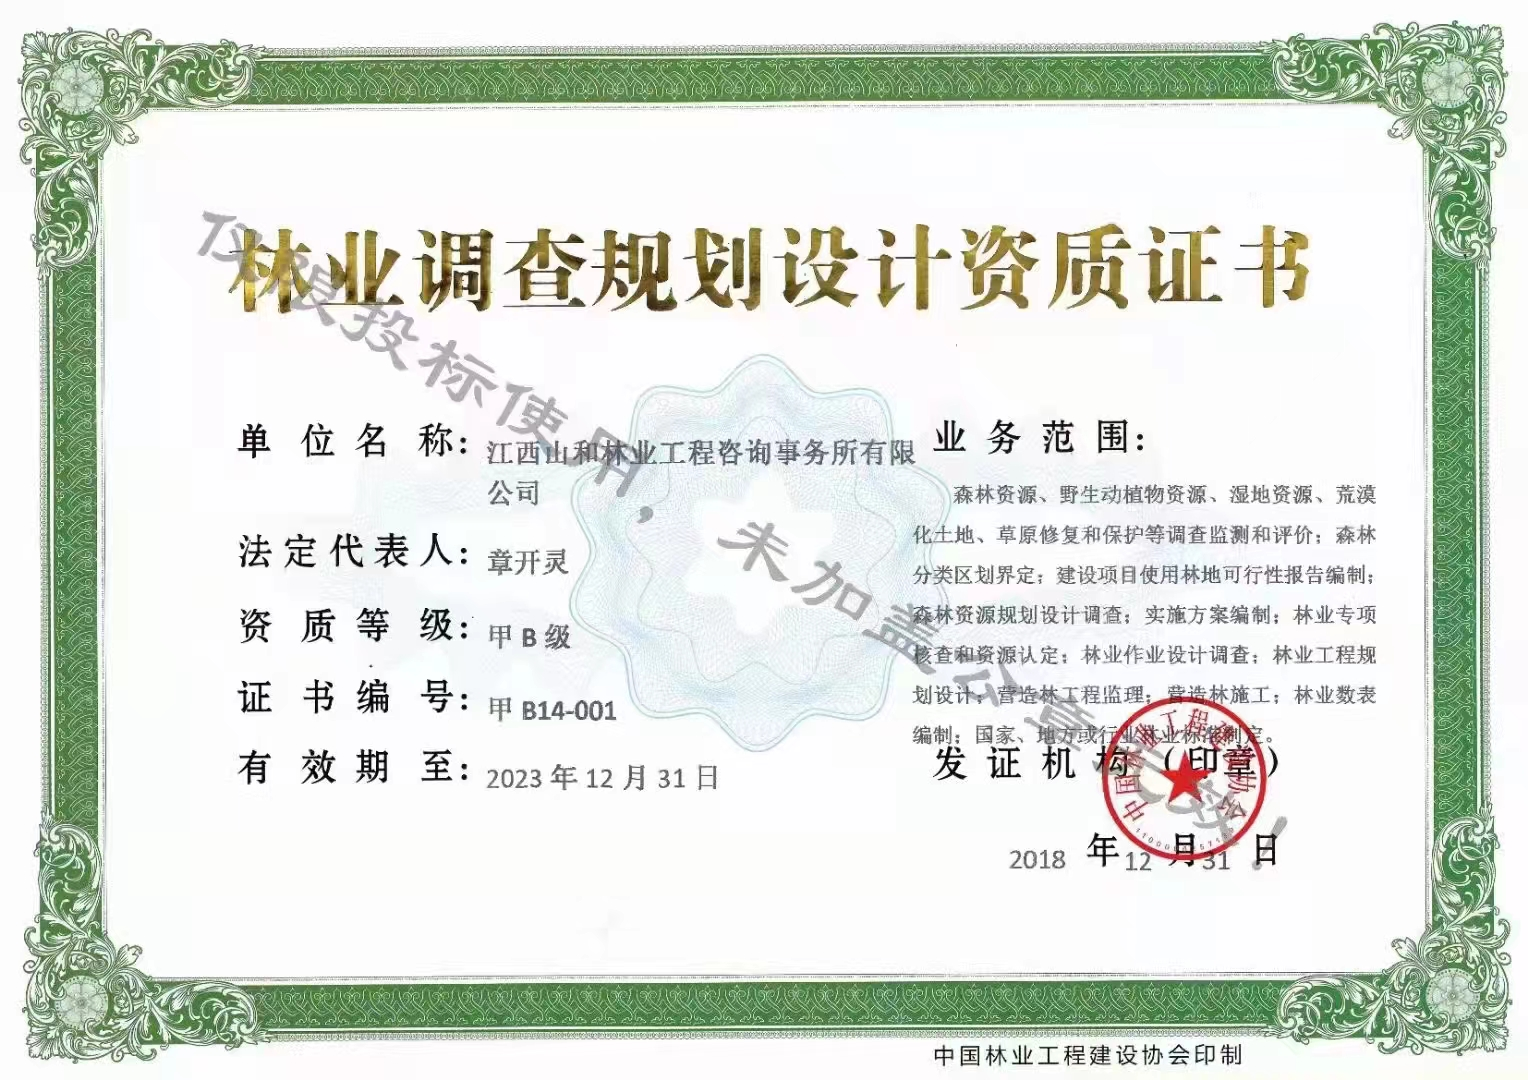 林业调查规划设计资质证书
单位名称：江西山和林业工程咨询事务所有限
公司
法定代表人：章开灵
资质等级：甲B级
证书编号：甲B14-001
有效期至：2023年12月31日
业务范围：
森林资源、野生动植物资源、湿地资源、荒漠
化土地、草原修复和保护等调查监测和评价；森林
分类区划界定；建设项目使用林地可行性报告编制；
森林资源规划设计调查；实施方案编制；林业专项
核查和资源认定；林业作业设计调查；林业工程规
划设计；营造林工程监理；营造林施工；林业数表
编制；国家、地方或行业林业标准制定。
发证机构（印章）
中国林业工程建设协会
2018年12月31日
仅限投标使用，未加盖公章无效！
中国林业工程建设协会印制